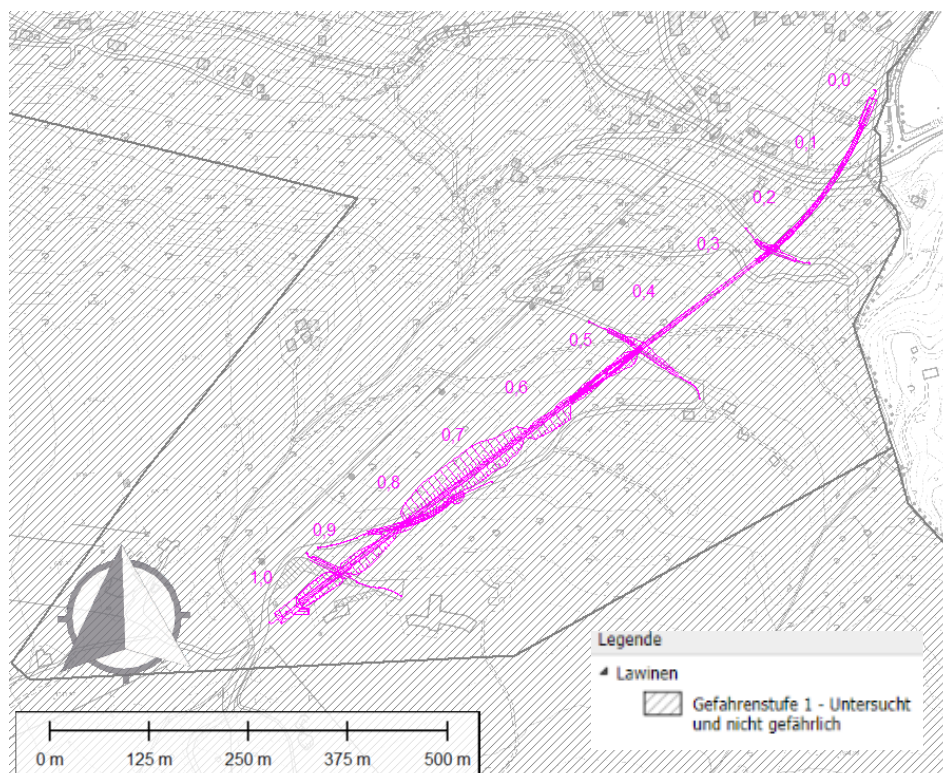 0,0
0,1
0,2
0,3
0,4
0,5
0,6
0,7
0,8
0,9
1,0
Legende
Lawinen
Gefahrenstufe 1 - Untersucht
und nicht gefährlich
0 m 125 m 250 m 375 m 500 m